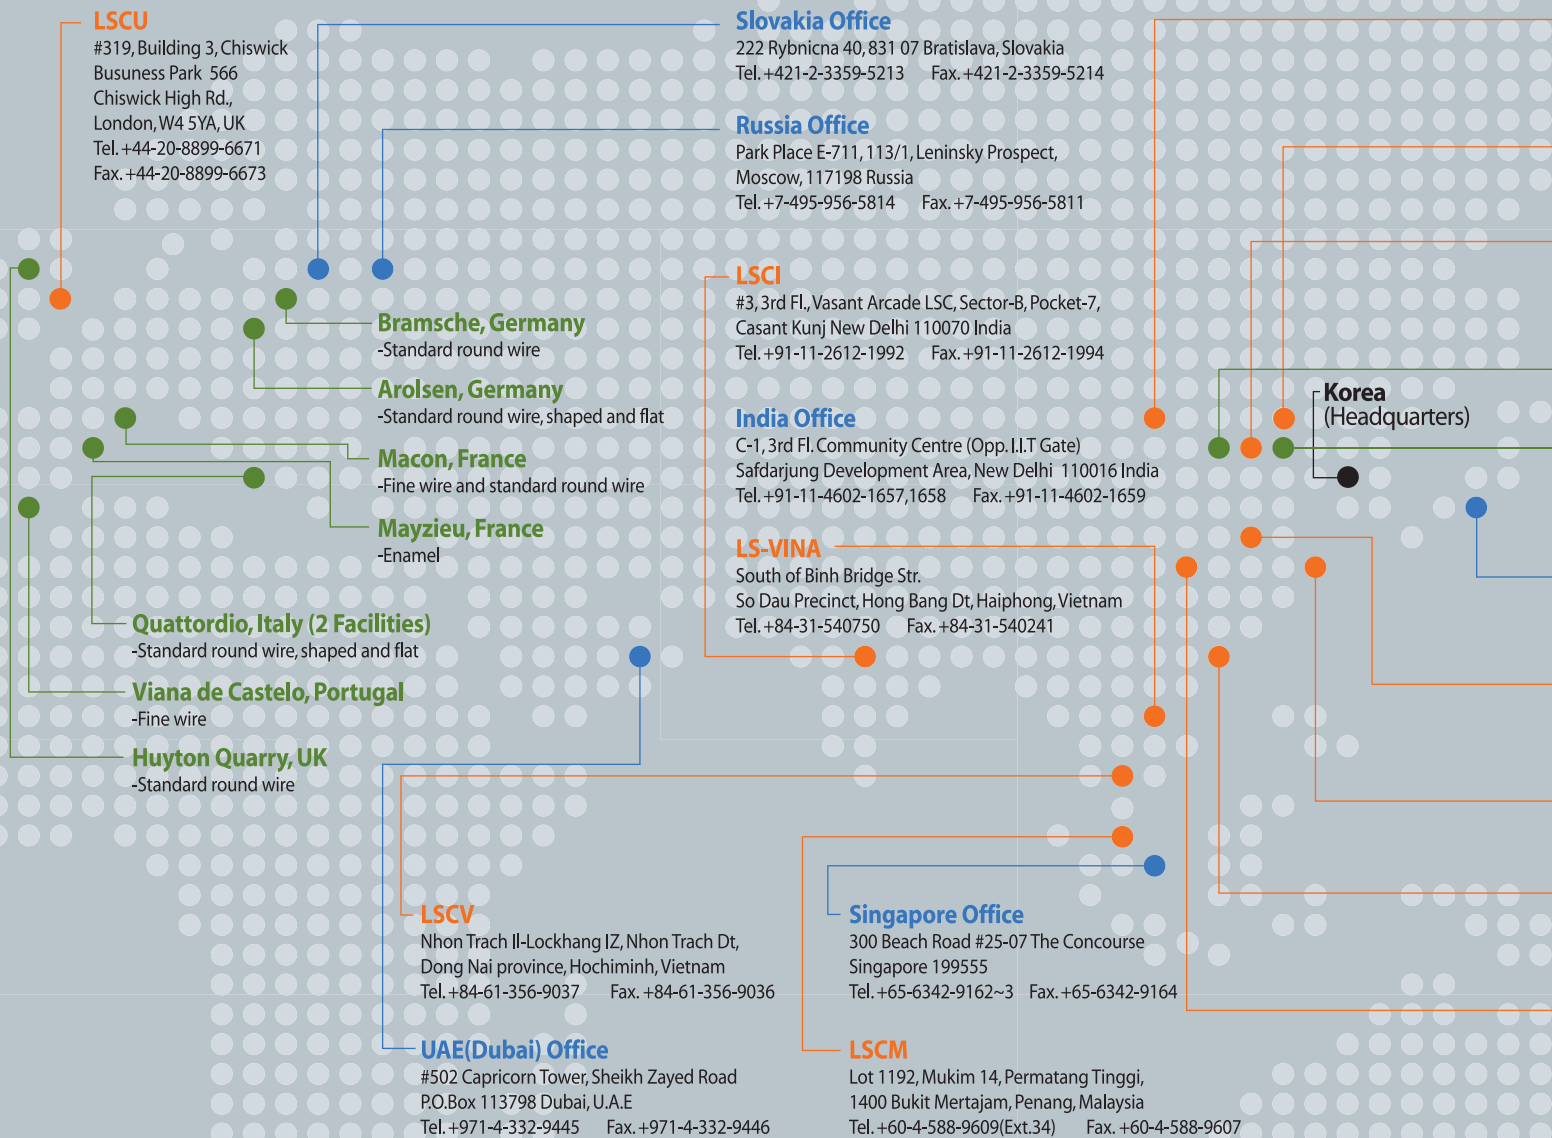 LSCU
#319, Building 3, Chiswick
Busuness Park 566
Chiswick High Rd.,
London, W4 5YA, UK
Tel. +44-20-8899-6671
Fax. +44-20-8899-6673
Slovakia Office
222 Rybnicna 40, 831 07 Bratislava, Slovakia
Tel. +421-2-3359-5213 Fax. +421-2-3359-5214
Russia Office
Park Place E-711, 113/1, Leninsky Prospect,
Moscow, 117198 Russia
Tel. +7-495-956-5814 Fax. +7-495-956-5811
LSCI
#3, 3rd Fl., Vasant Arcade LSC, Sector-B, Pocket-7,
Casant Kunj New Delhi 110070 India
Tel. +91-11-2612-1992 Fax. +91-11-2612-1994
Bramsche, Germany
-Standard round wire
Arolsen, Germany
-Standard round wire, shaped and flat
Macon, France
-Fine wire and standard round wire
Mayzieu, France
-Enamel
India Office
C-1, 3rd Fl. Community Centre (Opp. I.I.T Gate)
Safdarjung Development Area, New Delhi 110016 India
Tel. +91-11-4602-1657,1658 Fax. +91-11-4602-1659
Korea
(Headquarters)
LS-VINA
South of Binh Bridge Str.
So Dau Precinct, Hong Bang Dt, Haiphong, Vietnam
Tel. +84-31-540750 Fax. +84-31-540241
Quattordio, Italy (2 Facilities)
-Standard round wire, shaped and flat
Viana de Castelo, Portugal
-Fine wire
Huyton Quarry, UK
-Standard round wire
LSCV
Nhon Trach II-Lockhang IZ, Nhon Trach Dt,
Dong Nai province, Hochiminh, Vietnam
Tel. +84-61-356-9037 Fax. +84-61-356-9036
Singapore Office
300 Beach Road #25-07 The Concourse
Singapore 199555
Tel. +65-6342-9162~3 Fax. +65-6342-9164
UAE(Dubai) Office
#502 Capricorn Tower, Sheikh Zayed Road
P.O.Box 113798 Dubai, U.A.E
Tel. +971-4-332-9445 Fax. +971-4-332-9446
LSCM
Lot 1192, Mukim 14, Permatang Tinggi,
1400 Bukit Mertajam, Penang, Malaysia
Tel. +60-4-588-9609(Ext.34) Fax. +60-4-588-9607